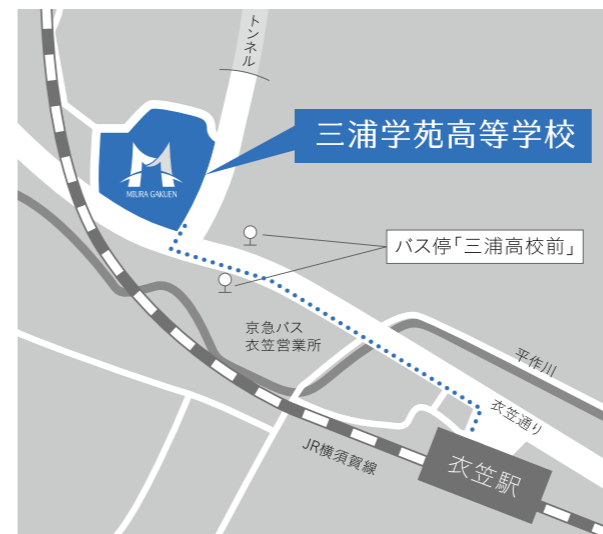 トンネル
三浦学苑高等学校
MIURA GAKUEN
バス停「三浦高校前」
京急バス
衣笠営業所
平作川
衣笠通り
JR横須賀線
衣笠駅